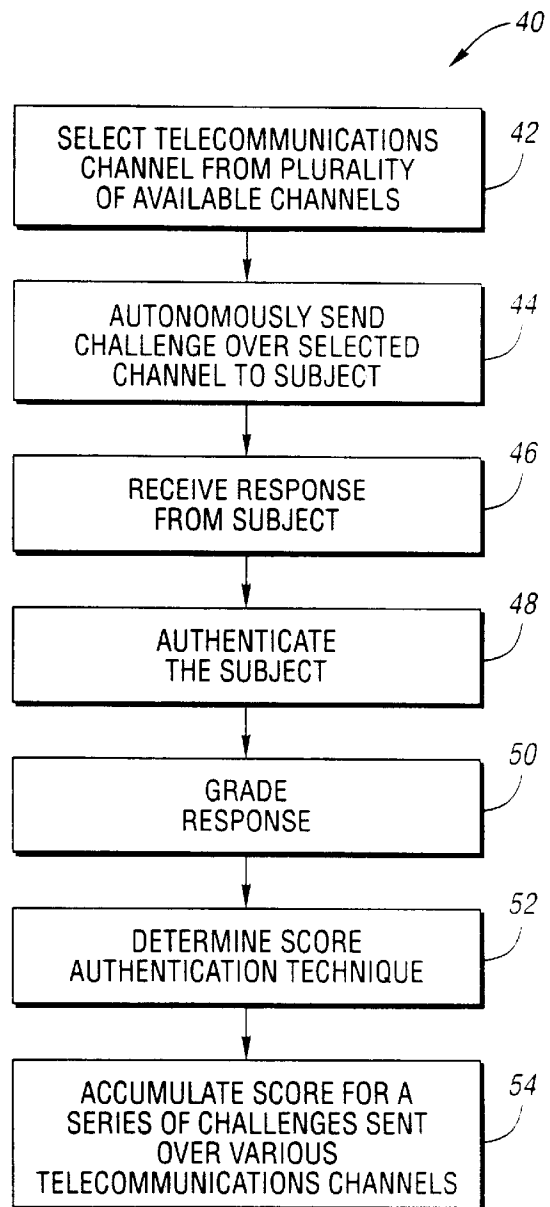 40
SELECT TELECOMMUNICATIONS
CHANNEL FROM PLURALITY
OF AVAILABLE CHANNELS
42
AUTONOMOUSLY SEND
CHALLENGE OVER SELECTED
CHANNEL TO SUBJECT
44
RECEIVE RESPONSE
FROM SUBJECT
46
AUTHENTICATE
THE SUBJECT
48
GRADE
RESPONSE
50
DETERMINE SCORE
AUTHENTICATION TECHNIQUE
52
ACCUMULATE SCORE FOR A
SERIES OF CHALLENGES SENT
OVER VARIOUS
TELECOMMUNICATIONS CHANNELS
54